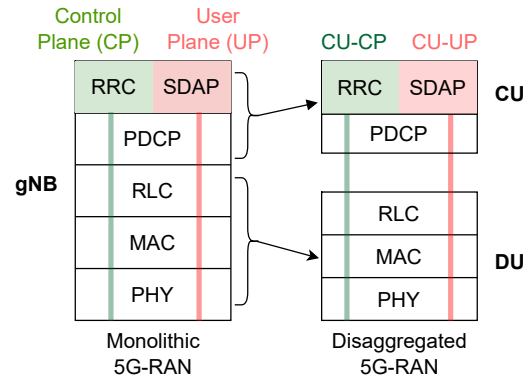 Control
Plane (CP)
User
Plane (UP)
CU-CP
CU-UP
RRC
SDAP
PDCP
RLC
MAC
PHY
gNB
RRC
SDAP
PDCP
CU
RLC
MAC
PHY
DU
Monolithic
5G-RAN
Disaggregated
5G-RAN